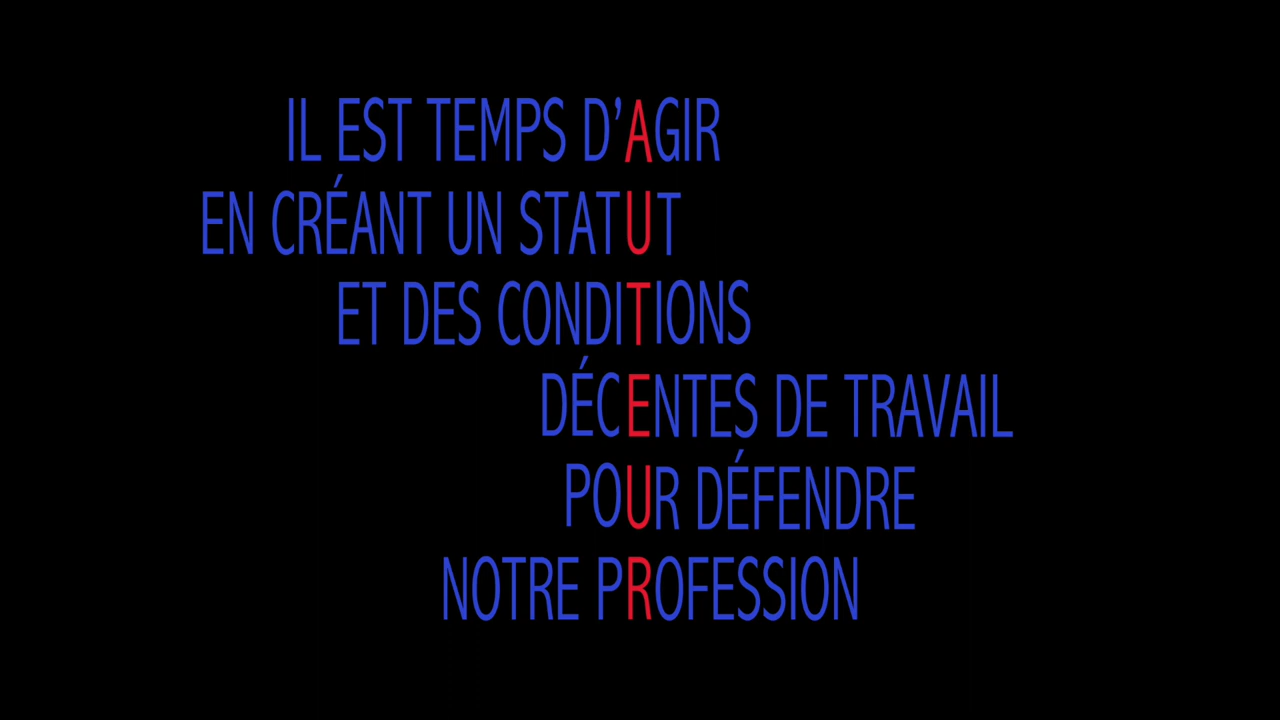 IL EST TEMPS D’AGIR
EN CRÉANT UN STATUT
ET DES CONDITIONS
DÉCENTES DE TRAVAIL
POUR DÉFENDRE
NOTRE PROFESSION